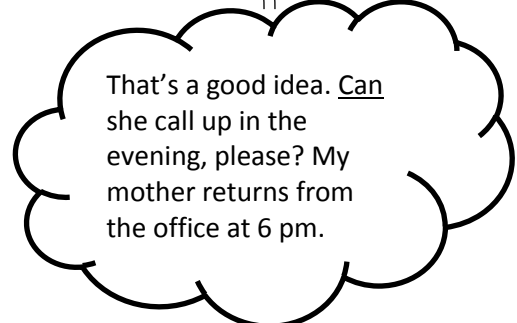 That’s a good idea. Can
she call up in the
evening, please? My
mother returns from
the office at 6 pm.